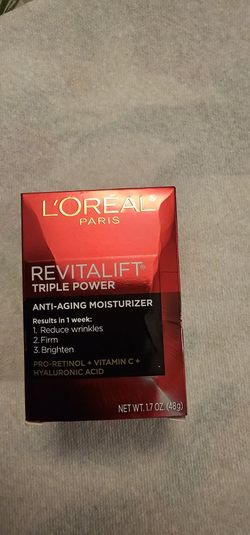 L'ORÉAL
PARIS
REVITALIFT®
TRIPLE POWER
ANTI-AGING MOISTURIZER
Results in 1 week:
1. Reduce wrinkles
2. Firm
3. Brighten
PRO-RETINOL + VITAMIN C +
HYALURONIC ACID
NET WT. 1.7 OZ. (48g)